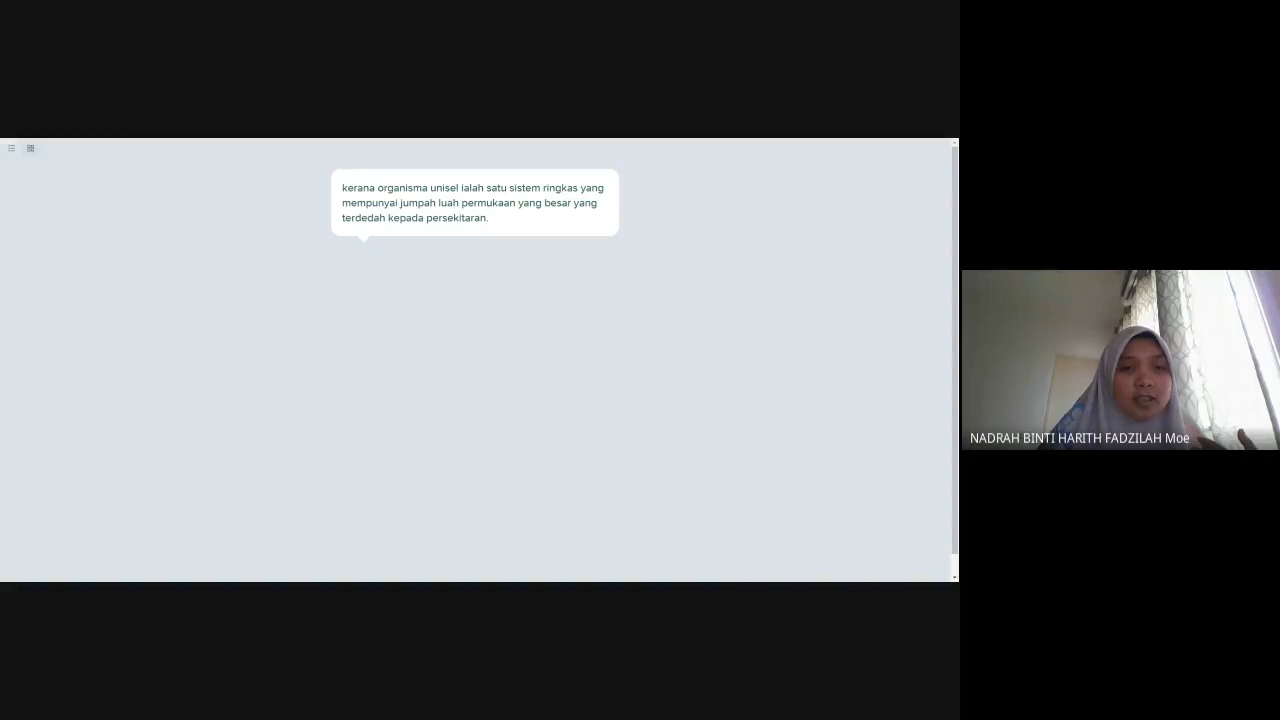 kerana organisma unisel ialah satu sistem ringkas yang
mempunyai jumpah luah permukaan yang besar yang
terdedah kepada persekitaran.
NADRAH BINTI HARITH FADZILAH Moe